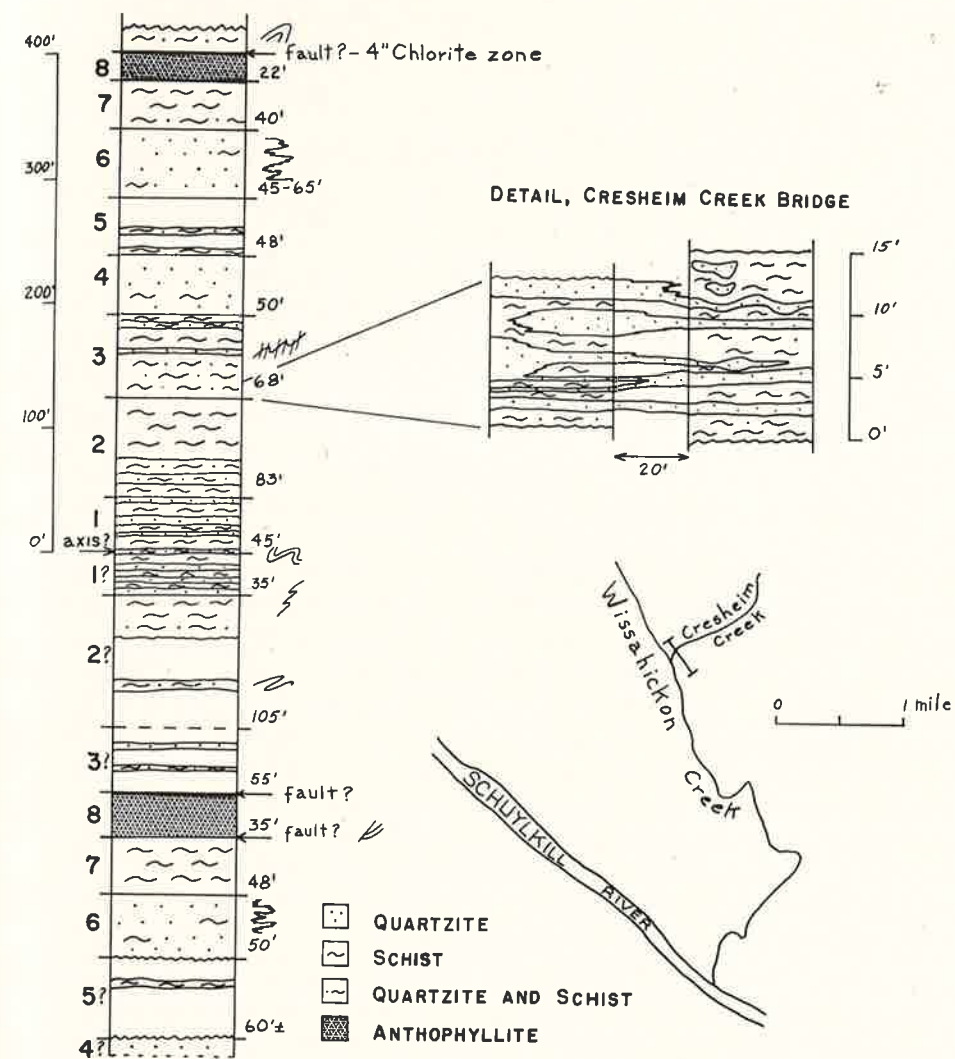 400'
fault? - 4" Chlorite zone
8
22'
7
40'
6
300'
45-65'
5
48'
4
200'
50'
3
68'
100'
2
83'
1
0'
axis?
45'
1?
35'
2?
105'
3?
55'
fault?
8
35'
fault?
7
48'
6
50'
5?
60'±
4?
DETAIL, CRESHEIM CREEK BRIDGE
15'
10'
5'
0'
20'
Wissahickon
Creek
Cresheim
Creek
0 1 mile
SCHUYLKILL
RIVER
QUARTZITE
SCHIST
QUARTZITE AND SCHIST
ANTHOPHYLLITE